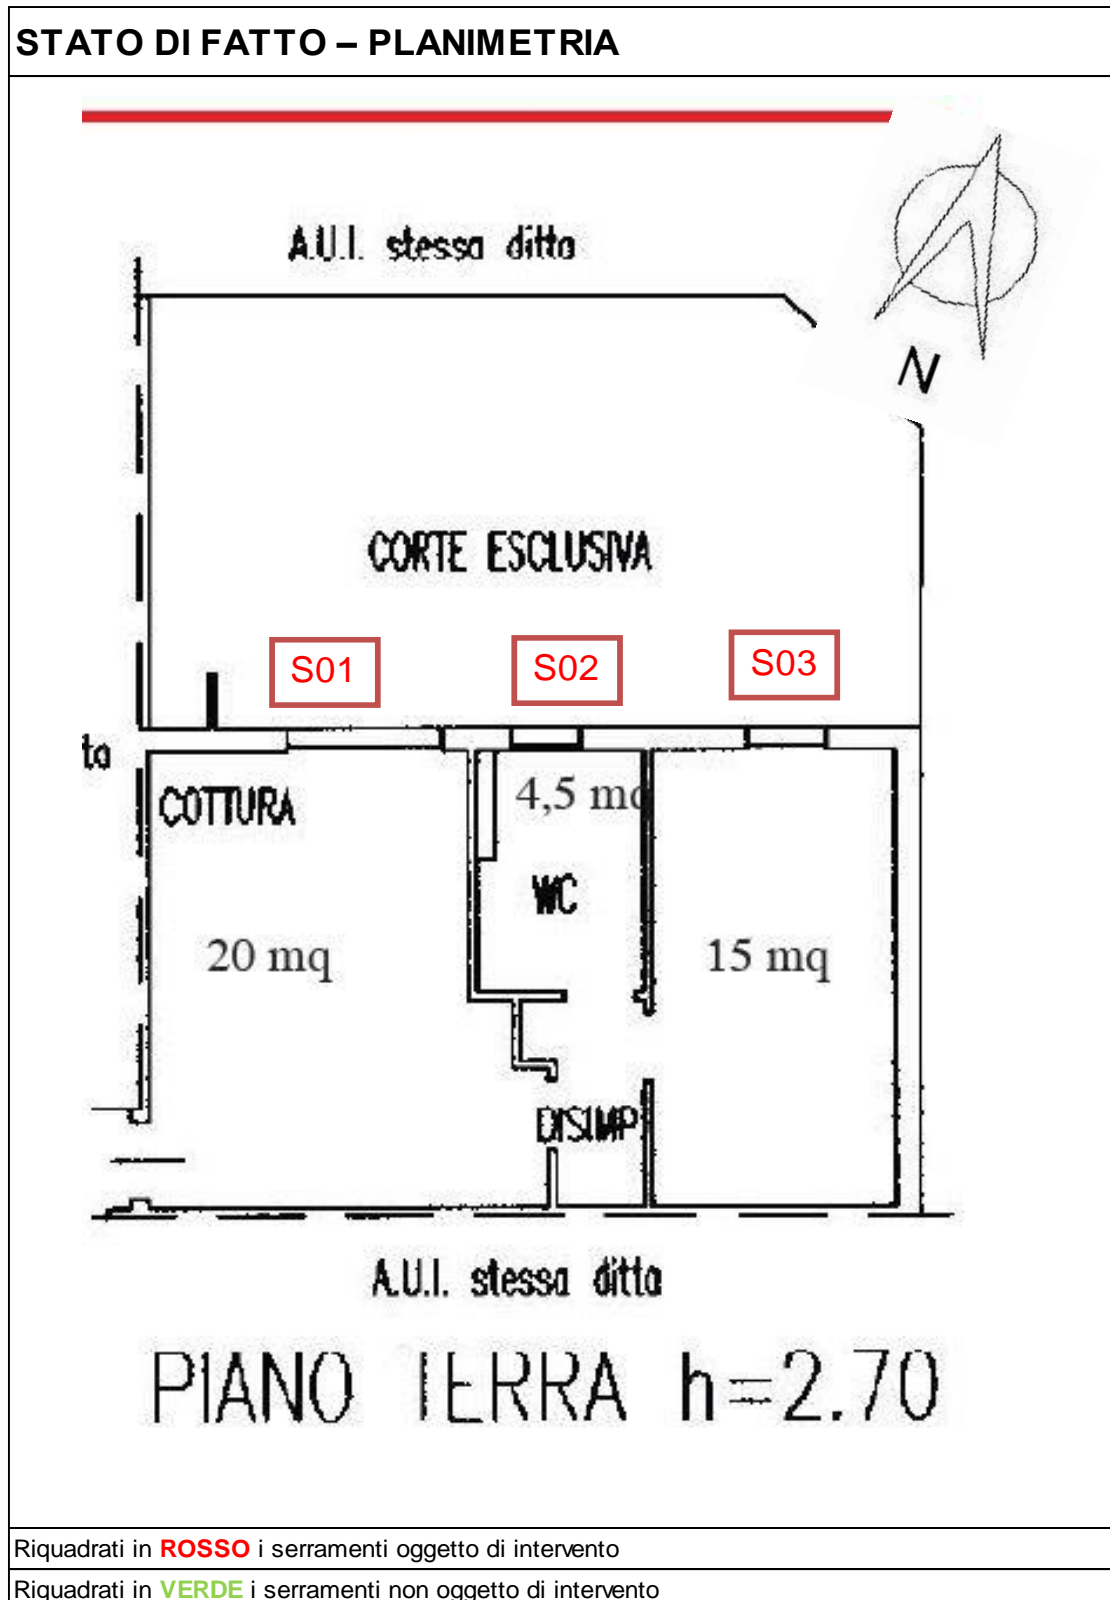 STATO DI FATTO – PLANIMETRIA
A.U.I. stessa ditta
N
CORTE ESCLUSIVA
S01 S02 S03
ta
COTTURA
4,5 mq
WC
20 mq
15 mq
DISIMP
A.U.I. stessa ditta
PIANO TERRA h=2.70
Riquadrati in ROSSO i serramenti oggetto di intervento
Riquadrati in VERDE i serramenti non oggetto di intervento